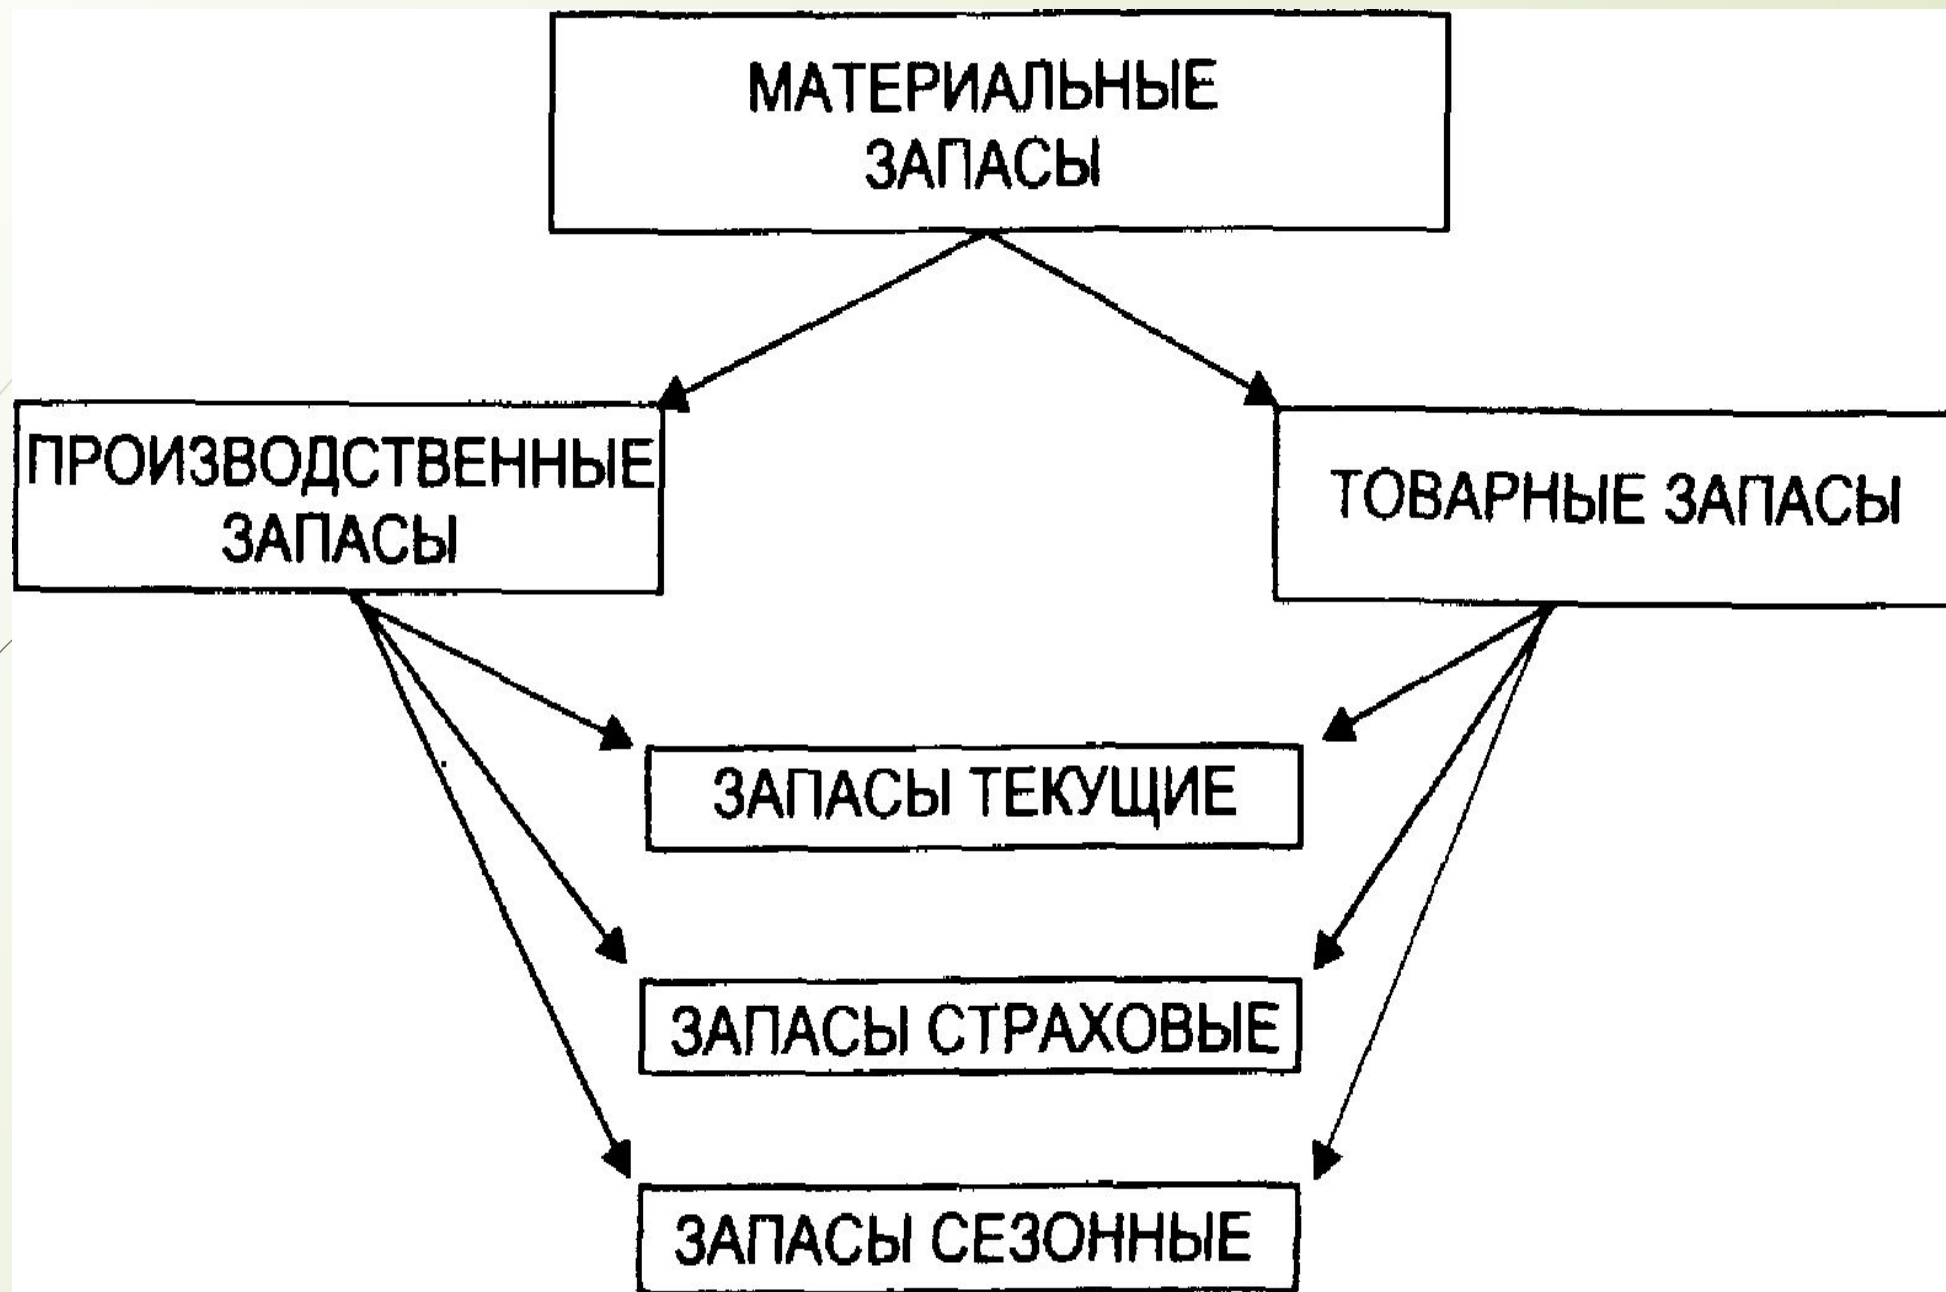 МАТЕРИАЛЬНЫЕ
ЗАПАСЫ
ПРОИЗВОДСТВЕННЫЕ
ЗАПАСЫ
ТОВАРНЫЕ ЗАПАСЫ
ЗАПАСЫ ТЕКУЩИЕ
ЗАПАСЫ СТРАХОВЫЕ
ЗАПАСЫ СЕЗОННЫЕ